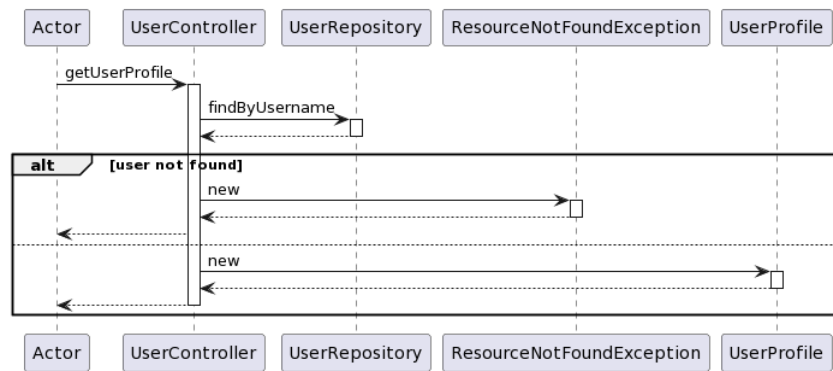 Actor UserController UserRepository ResourceNotFoundException UserProfile
getUserProfile
findByUsername
alt [user not found]
new
new
Actor UserController UserRepository ResourceNotFoundException UserProfile